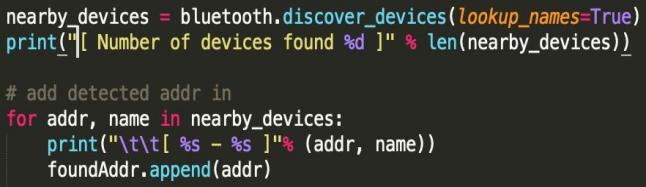 nearby_devices = bluetooth.discover_devices(lookup_names=True)
print("[ Number of devices found %d ]" % len(nearby_devices))
# add detected addr in
for addr, name in nearby_devices:
print("\t\t[ %s - %s ]"% (addr, name))
foundAddr.append(addr)